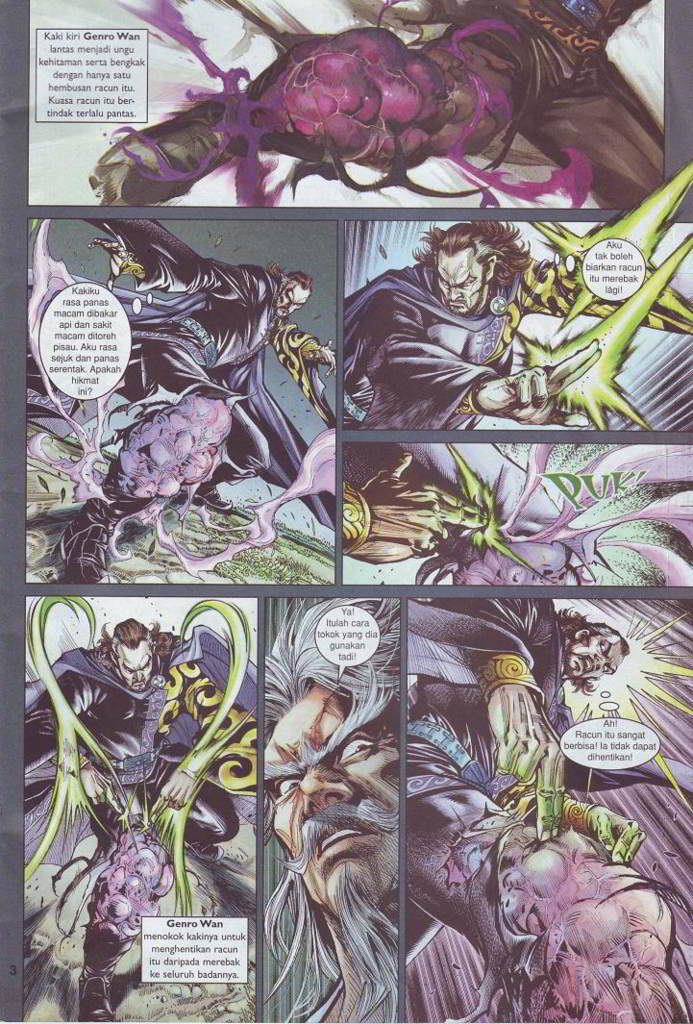 Kaki kiri Genro Wan
lantas menjadi ungu
kehitaman serta bengkak
dengan hanya satu
hembusan racun itu.
Kuasa racun itu ber-
tindak terlalu pantas.
Kakiku
rasa panas
macam dibakar
api dan sakit
macam ditoreh
pisau. Aku rasa
sejuk dan panas
serentak. Apakah
hikmat
ini?
Aku
tak boleh
biarkan racun
itu merebak
lagi!
PUK
Genro Wan
menokok kakinya untuk
menghentikan racun
itu daripada merebak
ke seluruh badannya.
Ya!
Itulah cara
tokok yang dia
gunakan
tadi!
Ah!
Racun itu sangat
berbisa! Ia tidak dapat
dihentikan!
3